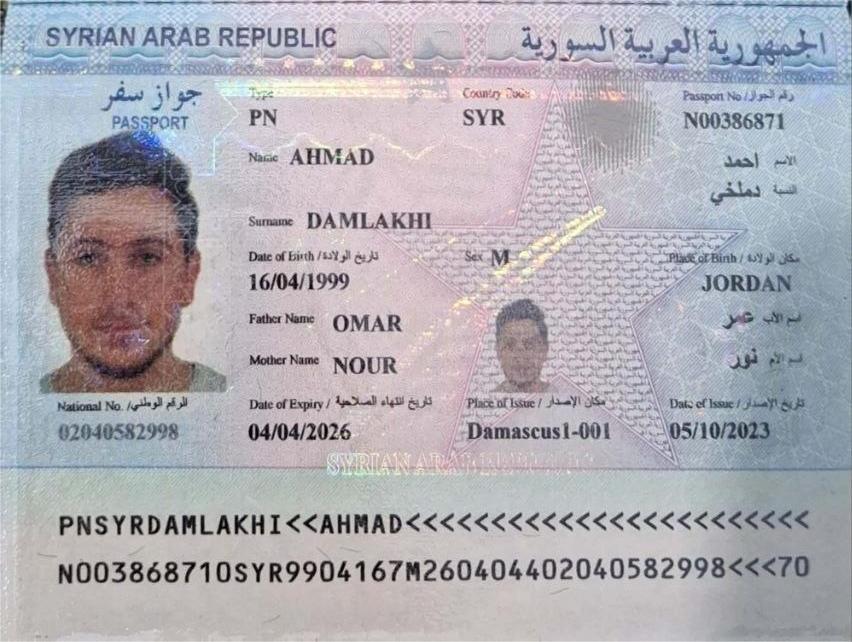 SYRIAN ARAB REPUBLIC الجمهورية العربية السورية
جواز سفر
PASSPORT
Type
PN
Country Code
SYR
Passport No / رقم الجواز
N00386871
Name AHMAD
الاسم احمد
النسبة دملخي
Surname DAMLAKHI
Date of Birth / تاريخ الولادة
16/04/1999
Sex M
Place of Birth / مكان الولادة
JORDAN
Father Name OMAR
اسم الأب عمر
Mother Name NOUR
اسم الام نور
National No. / الرقم الوطني
02040582998
Date of Expiry / تاريخ انتهاء الصلاحية
04/04/2026
Place of Issue / مكان الإصدار
Damascus1-001
Date of Issue / تاريخ الإصدار
05/10/2023
SYRIAN ARAB REPUBLIC
PNSYRDAMLAKHI<<AHMAD<<<<<<<<<<<<<<<<<<<<<<<<
N003868710SYR9904167M260404402040582998<<<70